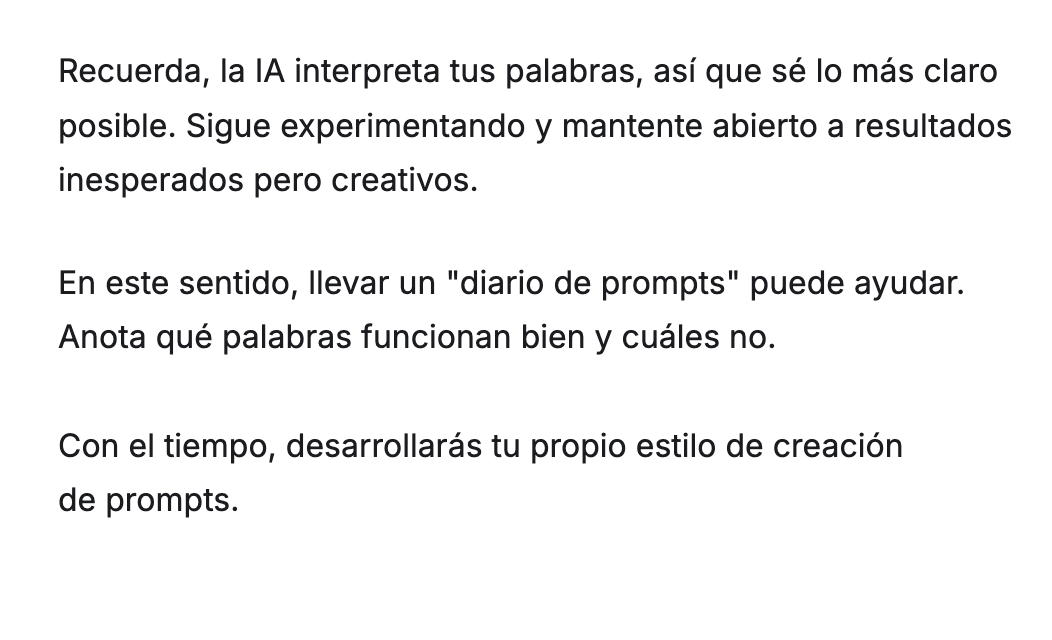 Recuerda, la IA interpreta tus palabras, así que sé lo más claro
posible. Sigue experimentando y mantente abierto a resultados
inesperados pero creativos.
En este sentido, llevar un "diario de prompts" puede ayudar.
Anota qué palabras funcionan bien y cuáles no.
Con el tiempo, desarrollarás tu propio estilo de creación
de prompts.